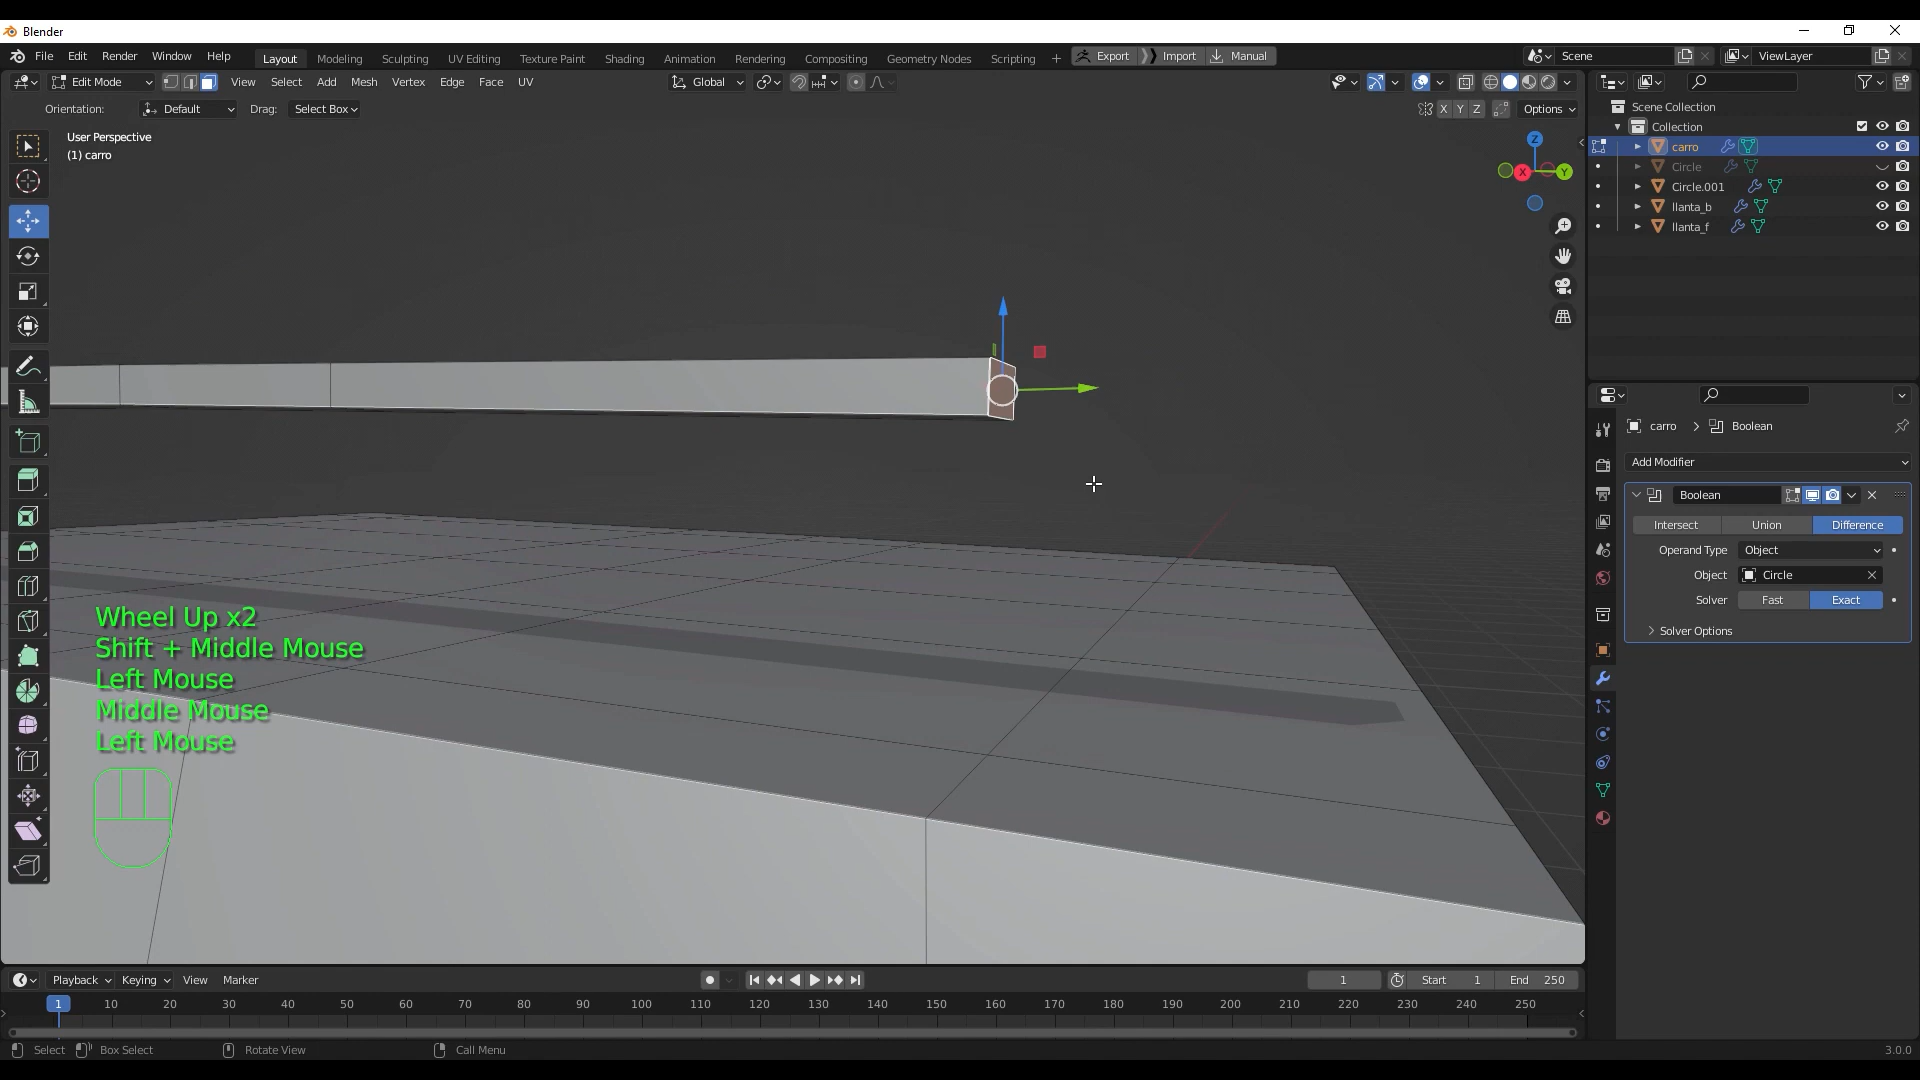 Blender
File Edit Render Window Help Layout Modeling Sculpting UV Editing Texture Paint Shading Animation Rendering Compositing Geometry Nodes Scripting + Export Import Manual Scene ViewLayer
Edit Mode View Select Add Mesh Vertex Edge Face UV Global
Orientation: Default Drag: Select Box X Y Z Options
User Perspective
(1) carro
Z
X
Y
Scene Collection
Collection
carro
Circle
Circle.001
llanta_b
llanta_f
carro > Boolean
Add Modifier
Boolean
Intersect Union Difference
Operand Type Object
Object Circle
Solver Fast Exact
Solver Options
Wheel Up x2
Shift + Middle Mouse
Left Mouse
Middle Mouse
Left Mouse
Playback Keying View Marker 1 Start 1 End 250
1 10 20 30 40 50 60 70 80 90 100 110 120 130 140 150 160 170 180 190 200 210 220 230 240 250
Select Box Select Rotate View Call Menu 3.0.0